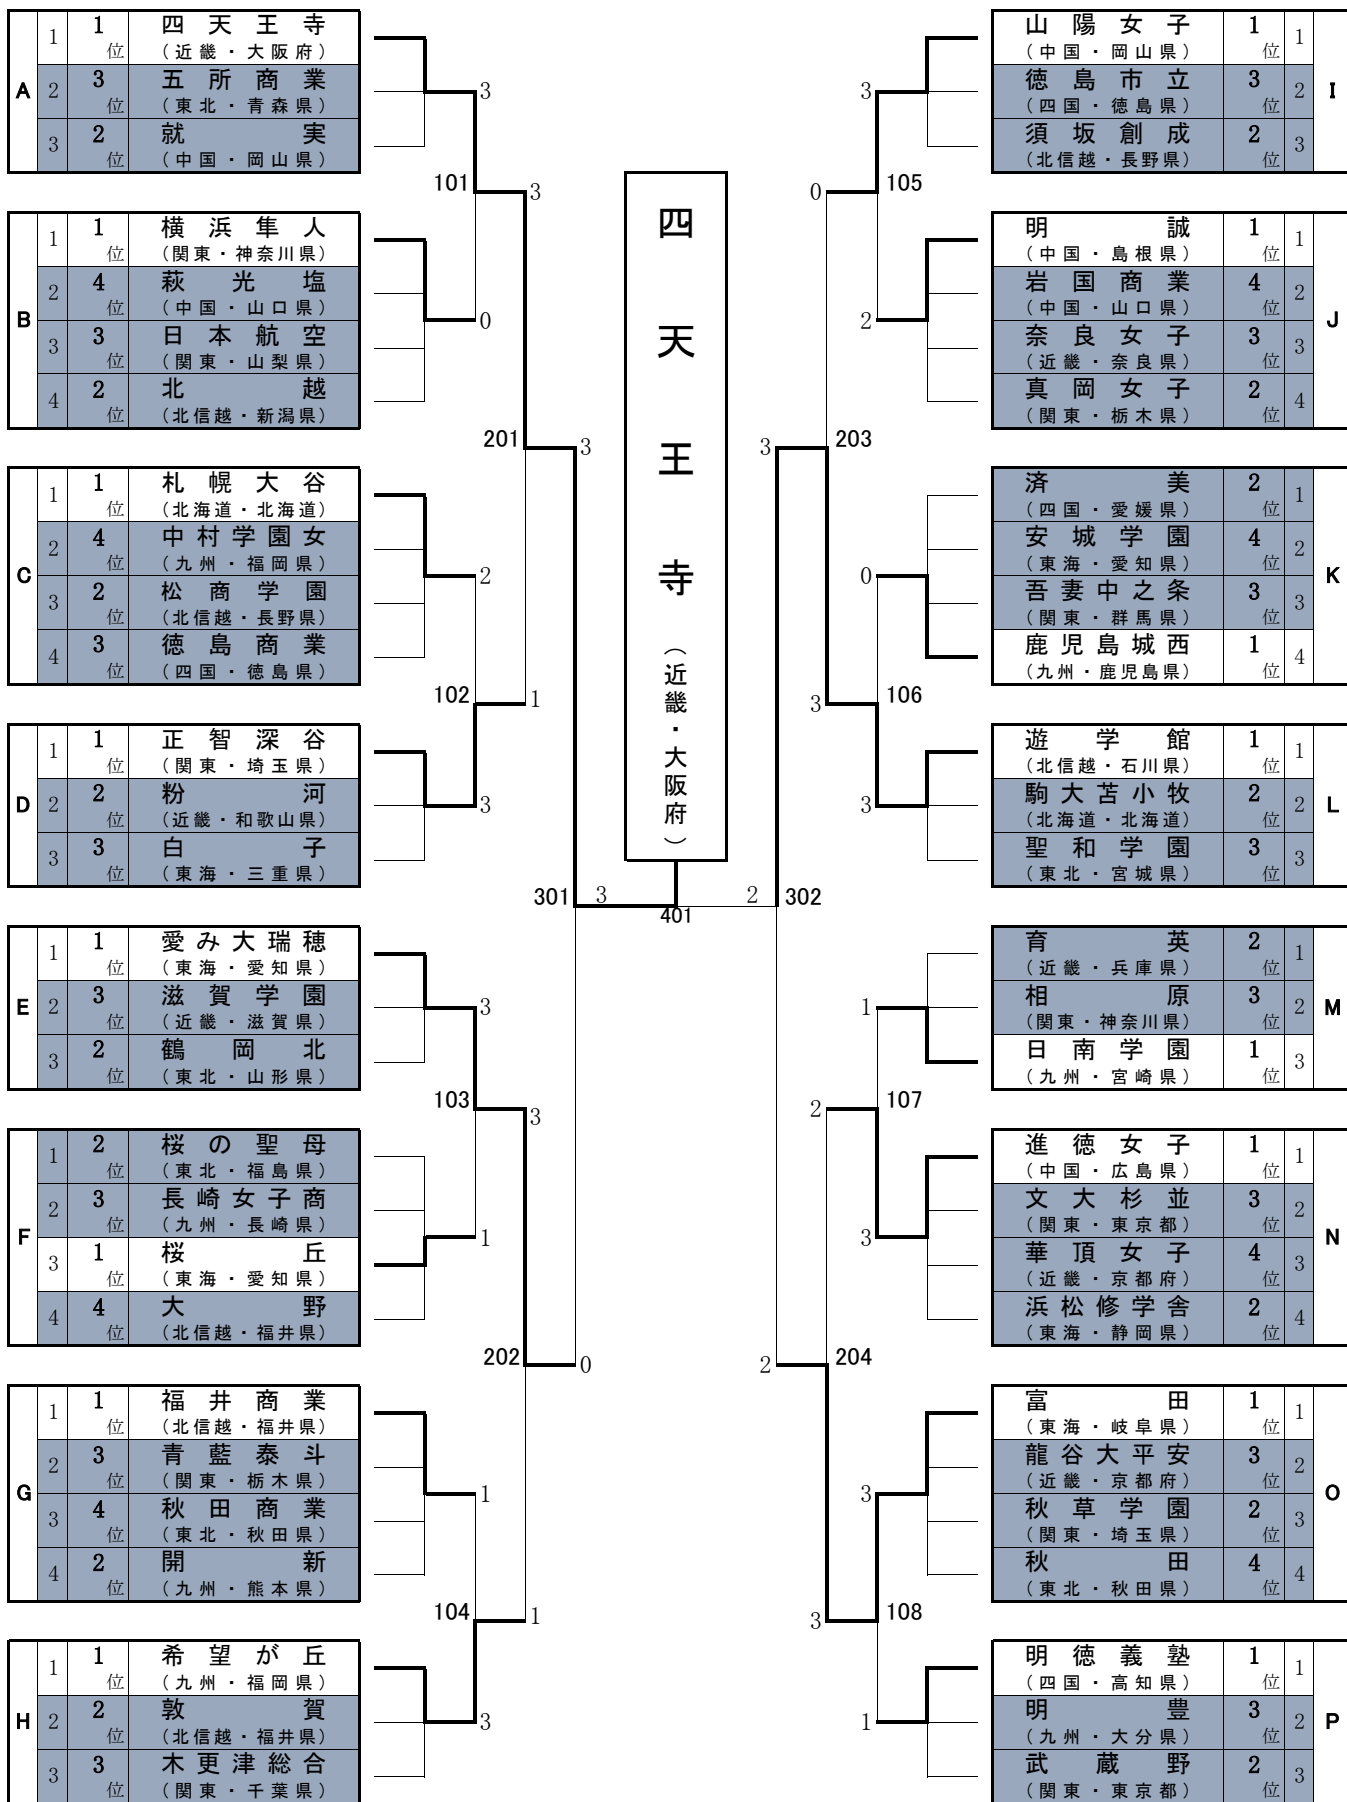 A
1 1位 四天王寺
(近畿・大阪府)
2 3位 五所商業
(東北・青森県)
3 2位 就実
(中国・岡山県)
B
1 1位 横浜隼人
(関東・神奈川県)
2 4位 萩光塩
(中国・山口県)
3 3位 日本航空
(関東・山梨県)
4 2位 北越
(北信越・新潟県)
C
1 1位 札幌大谷
(北海道・北海道)
2 4位 中村学園女
(九州・福岡県)
3 2位 松商学園
(北信越・長野県)
4 3位 徳島商業
(四国・徳島県)
D
1 1位 正智深谷
(関東・埼玉県)
2 2位 粉河
(近畿・和歌山県)
3 3位 白子
(東海・三重県)
E
1 1位 愛み大瑞穂
(東海・愛知県)
2 3位 滋賀学園
(近畿・滋賀県)
3 2位 鶴岡北
(東北・山形県)
F
1 2位 桜の聖母
(東北・福島県)
2 3位 長崎女子商
(九州・長崎県)
3 1位 桜丘
(東海・愛知県)
4 4位 大野
(北信越・福井県)
G
1 1位 福井商業
(北信越・福井県)
2 3位 青藍泰斗
(関東・栃木県)
3 4位 秋田商業
(東北・秋田県)
4 2位 開新
(九州・熊本県)
H
1 1位 希望が丘
(九州・福岡県)
2 2位 敦賀
(北信越・福井県)
3 3位 木更津総合
(関東・千葉県)
3
101 3
0
201 3
2
102 1
3
301 3
3
103 3
1
202 0
1
104 1
3
四天王寺
(近畿・大阪府)
401
3
0 105
2
3 203
0
3 106
3
2 302
1
2 107
3
2 204
3
3 108
1
山陽女子 1位 1
(中国・岡山県)
徳島市立 3位 2
(四国・徳島県)
須坂創成 2位 3
(北信越・長野県)
I
明誠 1位 1
(中国・島根県)
岩国商業 4位 2
(中国・山口県)
奈良女子 3位 3
(近畿・奈良県)
真岡女子 2位 4
(関東・栃木県)
J
済美 2位 1
(四国・愛媛県)
安城学園 4位 2
(東海・愛知県)
吾妻中之条 3位 3
(関東・群馬県)
鹿児島城西 1位 4
(九州・鹿児島県)
K
遊学館 1位 1
(北信越・石川県)
駒大苫小牧 2位 2
(北海道・北海道)
聖和学園 3位 3
(東北・宮城県)
L
育英 2位 1
(近畿・兵庫県)
相原 3位 2
(関東・神奈川県)
日南学園 1位 3
(九州・宮崎県)
M
進徳女子 1位 1
(中国・広島県)
文大杉並 3位 2
(関東・東京都)
華頂女子 4位 3
(近畿・京都府)
浜松修学舎 2位 4
(東海・静岡県)
N
富田 1位 1
(東海・岐阜県)
龍谷大平安 3位 2
(近畿・京都府)
秋草学園 2位 3
(関東・埼玉県)
秋田 4位 4
(東北・秋田県)
O
明徳義塾 1位 1
(四国・高知県)
明豊 3位 2
(九州・大分県)
武蔵野 2位 3
(関東・東京都)
P